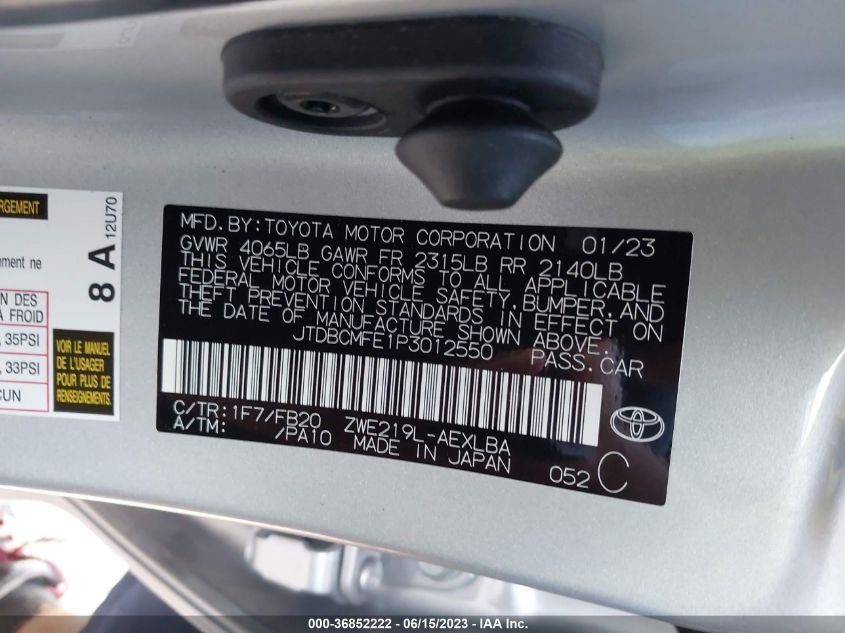 RGEMENT
ment ne
N DES
À FROID
, 35PSI
, 33PSI
CUN
VOIR LE MANUEL
DE L'USAGER
POUR PLUS DE
RENSEIGNEMENTS.
8 A
12U70
MFD.BY:TOYOTA MOTOR CORPORATION 01/23
GVWR 4065LB GAWR FR 2315LB RR 2140LB
THIS VEHICLE CONFORMS TO ALL APPLICABLE
FEDERAL MOTOR VEHICLE SAFETY,BUMPER,AND
THEFT PREVENTION STANDARDS IN EFFECT ON
THE DATE OF MANUFACTURE SHOWN ABOVE.
JTDBCMFE1P3012550 PASS.CAR
C/TR:1F7/FB20 ZWE219L-AEXLBA
A/TM: /PA10 MADE IN JAPAN
052 C
000-36852222 - 06/15/2023 - IAA Inc.